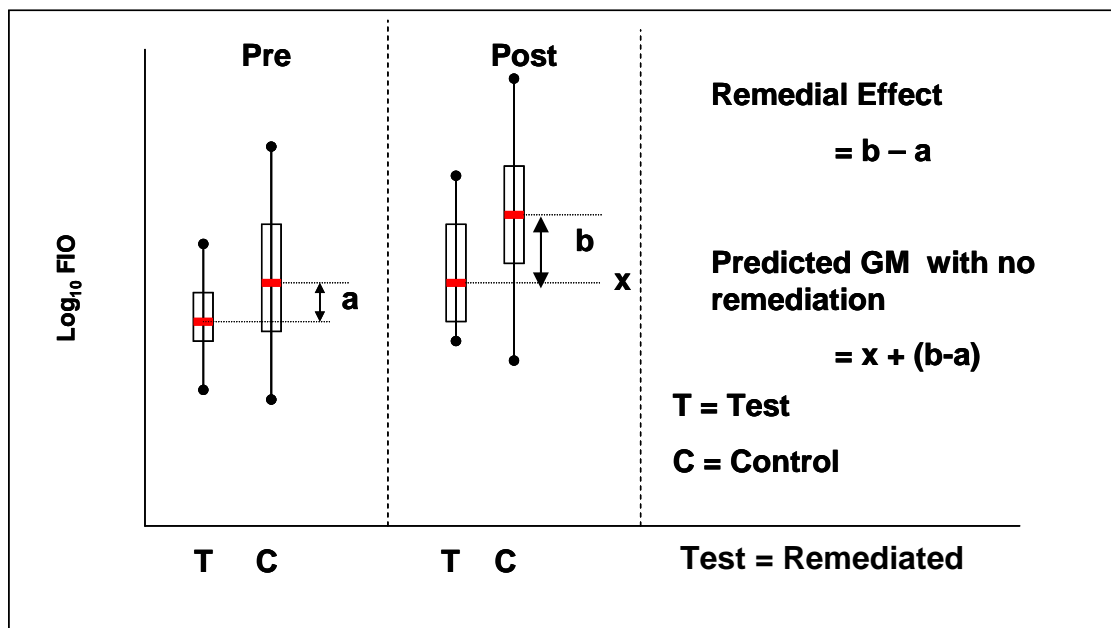 Pre
Post
Remedial Effect
= b – a
Log₁₀ FIO
a
b
x
Predicted GM with no
remediation
= x + (b-a)
T = Test
C = Control
T C
T C
Test = Remediated